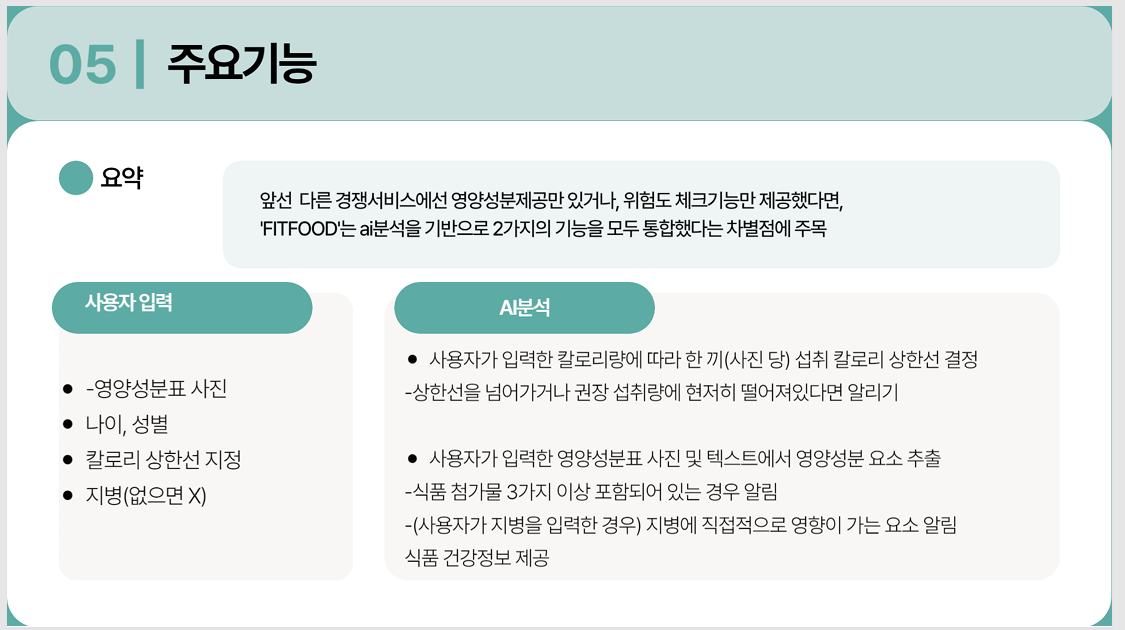 05 | 주요기능
요약
앞선 다른 경쟁서비스에선 영양성분제공만 있거나, 위험도 체크기능만 제공했다면,
'FITFOOD'는 ai분석을 기반으로 2가지의 기능을 모두 통합했다는 차별점에 주목
사용자 입력
● -영양성분표 사진
● 나이, 성별
● 칼로리 상한선 지정
● 지병(없으면 X)
AI분석
● 사용자가 입력한 칼로리량에 따라 한 끼(사진 당) 섭취 칼로리 상한선 결정
-상한선을 넘어가거나 권장 섭취량에 현저히 떨어져있다면 알리기
● 사용자가 입력한 영양성분표 사진 및 텍스트에서 영양성분 요소 추출
-식품 첨가물 3가지 이상 포함되어 있는 경우 알림
-(사용자가 지병을 입력한 경우) 지병에 직접적으로 영향이 가는 요소 알림
식품 건강정보 제공